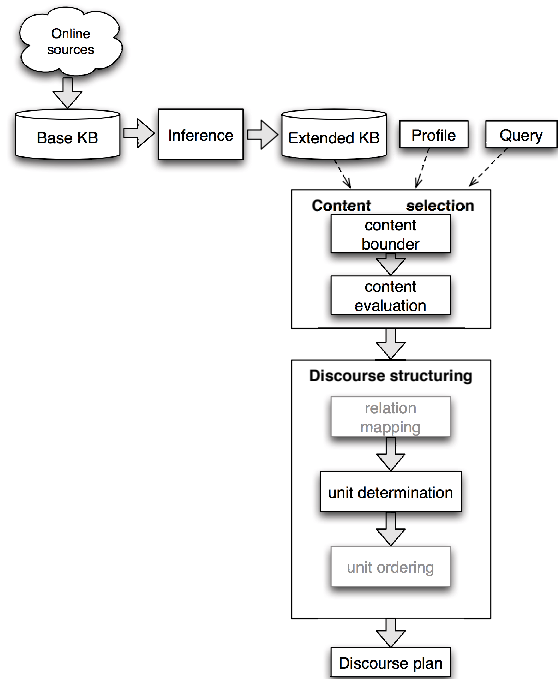 Online
sources
Base KB
Inference
Extended KB
Profile
Query
Content selection
content
bounder
content
evaluation
Discourse structuring
relation
mapping
unit determination
unit ordering
Discourse plan